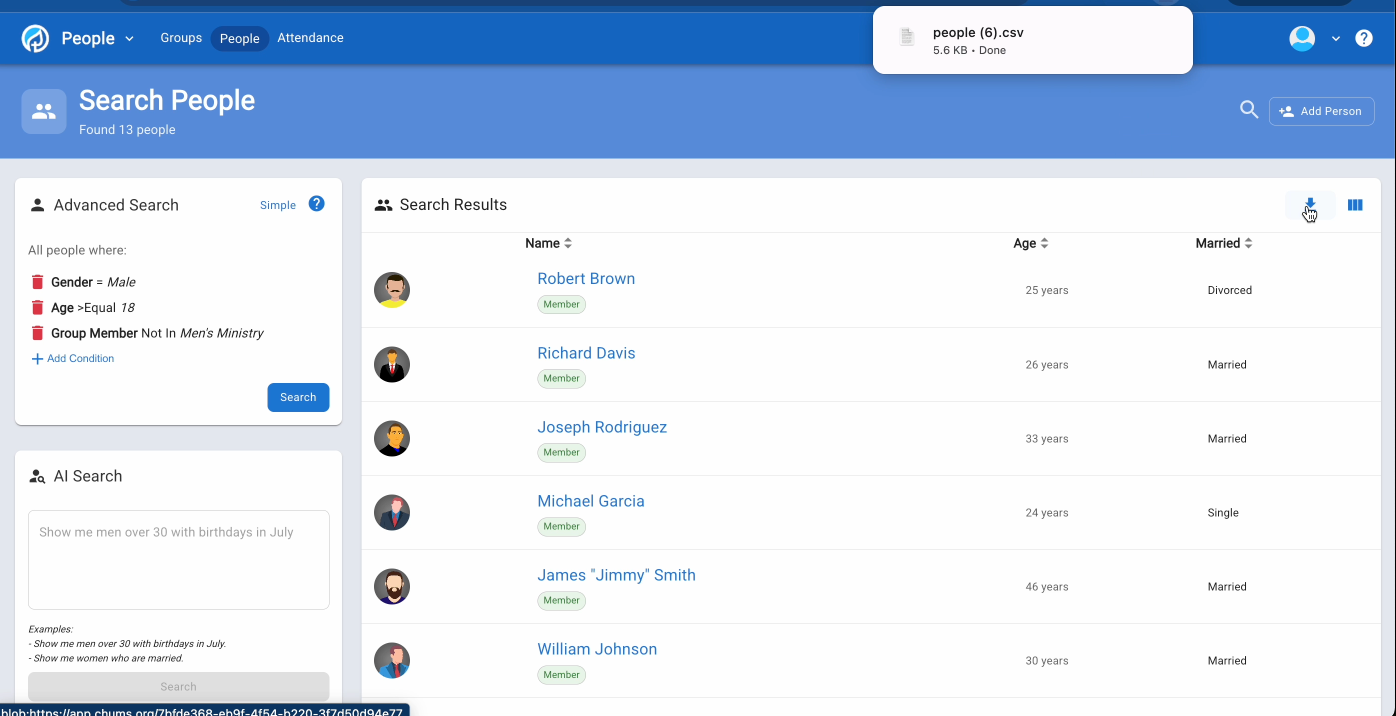 People
Groups
People
Attendance
people (6).csv
5.6 KB • Done
Search People
Found 13 people
Add Person
Advanced Search
Simple
All people where:
Gender = Male
Age >Equal 18
Group Member Not In Men's Ministry
Add Condition
Search
AI Search
Show me men over 30 with birthdays in July
Examples:
- Show me men over 30 with birthdays in July.
- Show me women who are married.
Search
Search Results
Name Age Married
Robert Brown
Member
25 years
Divorced
Richard Davis
Member
26 years
Married
Joseph Rodriguez
Member
33 years
Married
Michael Garcia
Member
24 years
Single
James "Jimmy" Smith
Member
46 years
Married
William Johnson
Member
30 years
Married
blob:https://app.chums.org/7bfde368-eb9f-4f54-b220-3f7d50d94e77